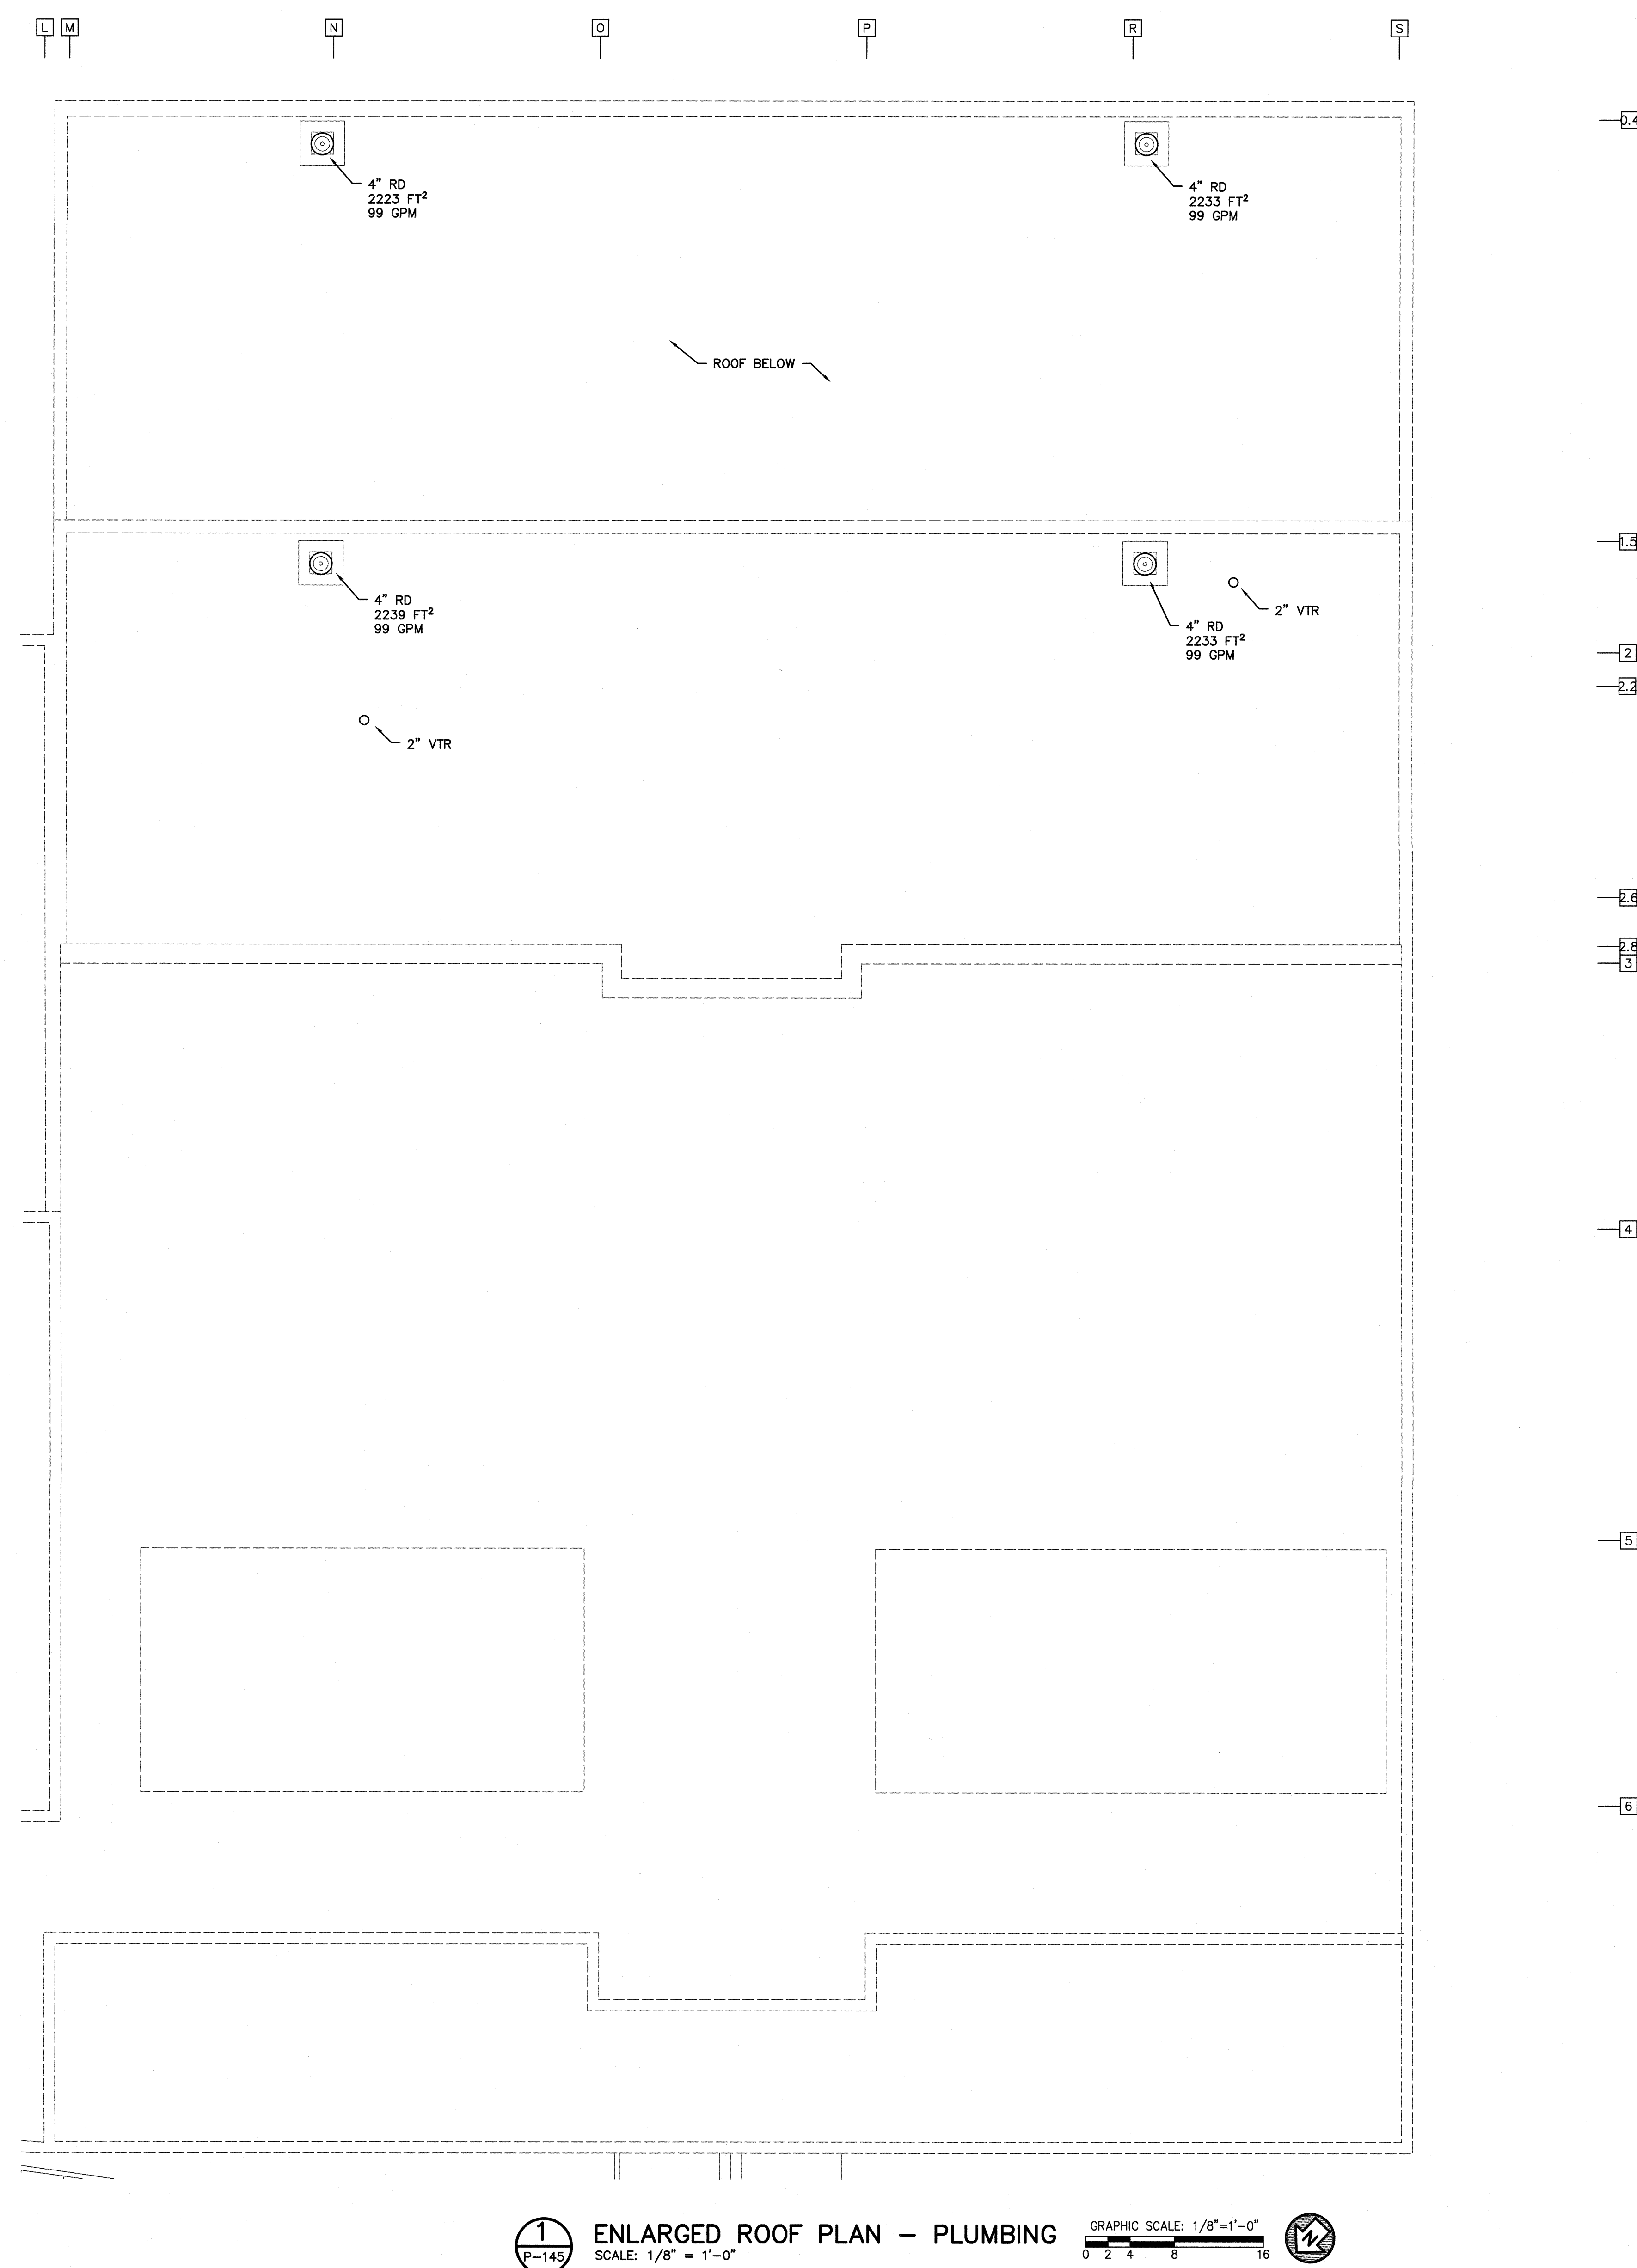 L M N O P R S
0.4
4" RD
2223 FT²
99 GPM
4" RD
2233 FT²
99 GPM
ROOF BELOW
1.5
4" RD
2239 FT²
99 GPM
4" RD
2233 FT²
99 GPM
2" VTR
2
2.2
2" VTR
2.6
2.8
3
4
5
6
1
P-145
ENLARGED ROOF PLAN - PLUMBING
SCALE: 1/8" = 1'-0"
GRAPHIC SCALE: 1/8"=1'-0"
0 2 4 8 16
N